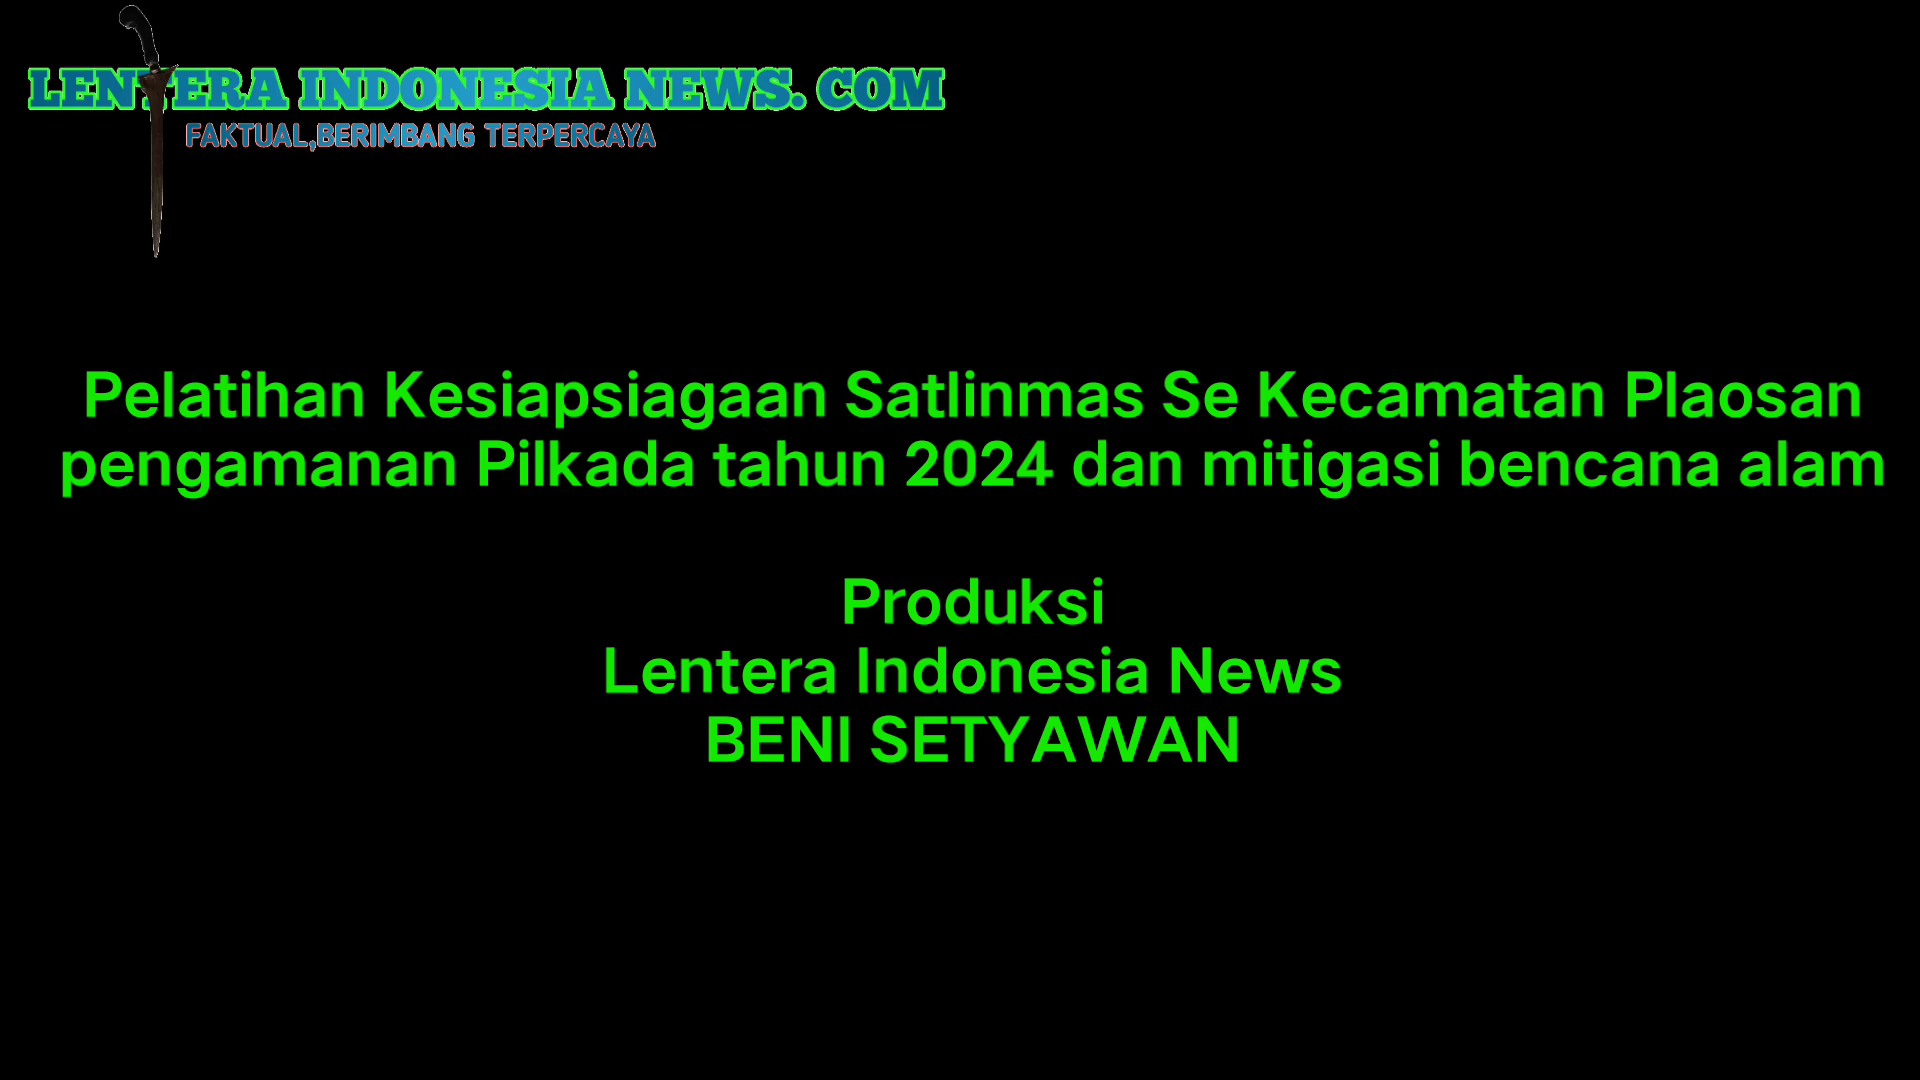 LENTERA INDONESIA NEWS. COM
FAKTUAL,BERIMBANG TERPERCAYA
Pelatihan Kesiapsiagaan Satlinmas Se Kecamatan Plaosan
pengamanan Pilkada tahun 2024 dan mitigasi bencana alam
Produksi
Lentera Indonesia News
BENI SETYAWAN